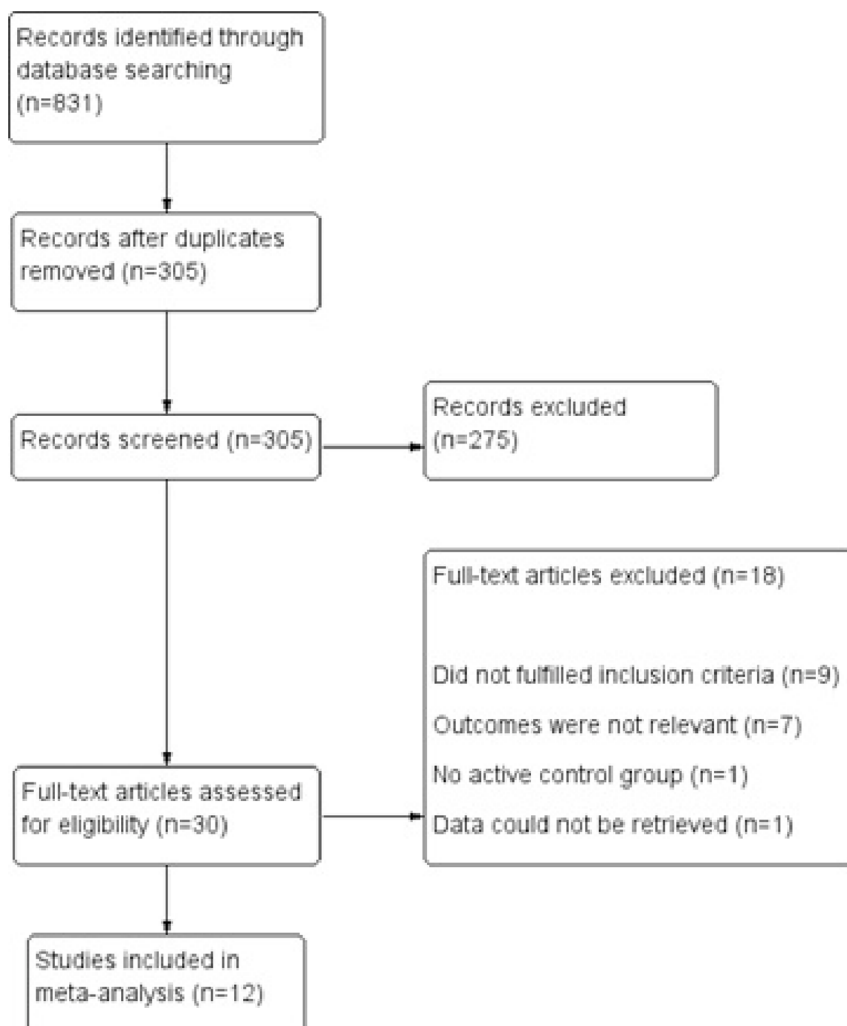 Records identified through
database searching
(n=831)
Records after duplicates
removed (n=305)
Records screened (n=305)
Records excluded
(n=275)
Full-text articles excluded (n=18)
Did not fulfilled inclusion criteria (n=9)
Outcomes were not relevant (n=7)
No active control group (n=1)
Data could not be retrieved (n=1)
Full-text articles assessed
for eligibility (n=30)
Studies included in
meta-analysis (n=12)